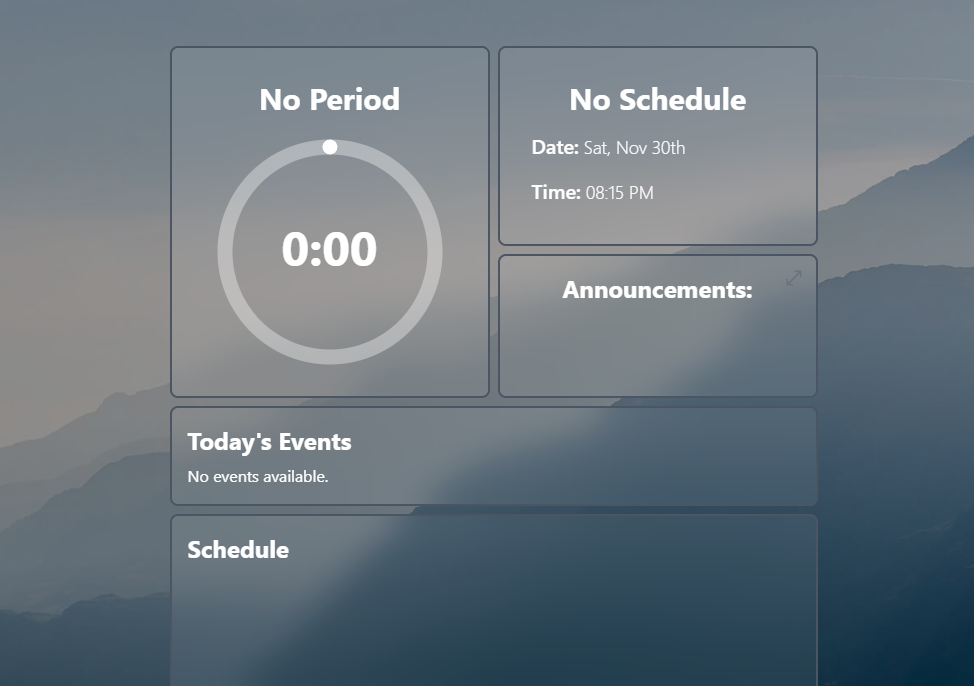 No Period
0:00
No Schedule
Date: Sat, Nov 30th
Time: 08:15 PM
Announcements:
Today's Events
No events available.
Schedule